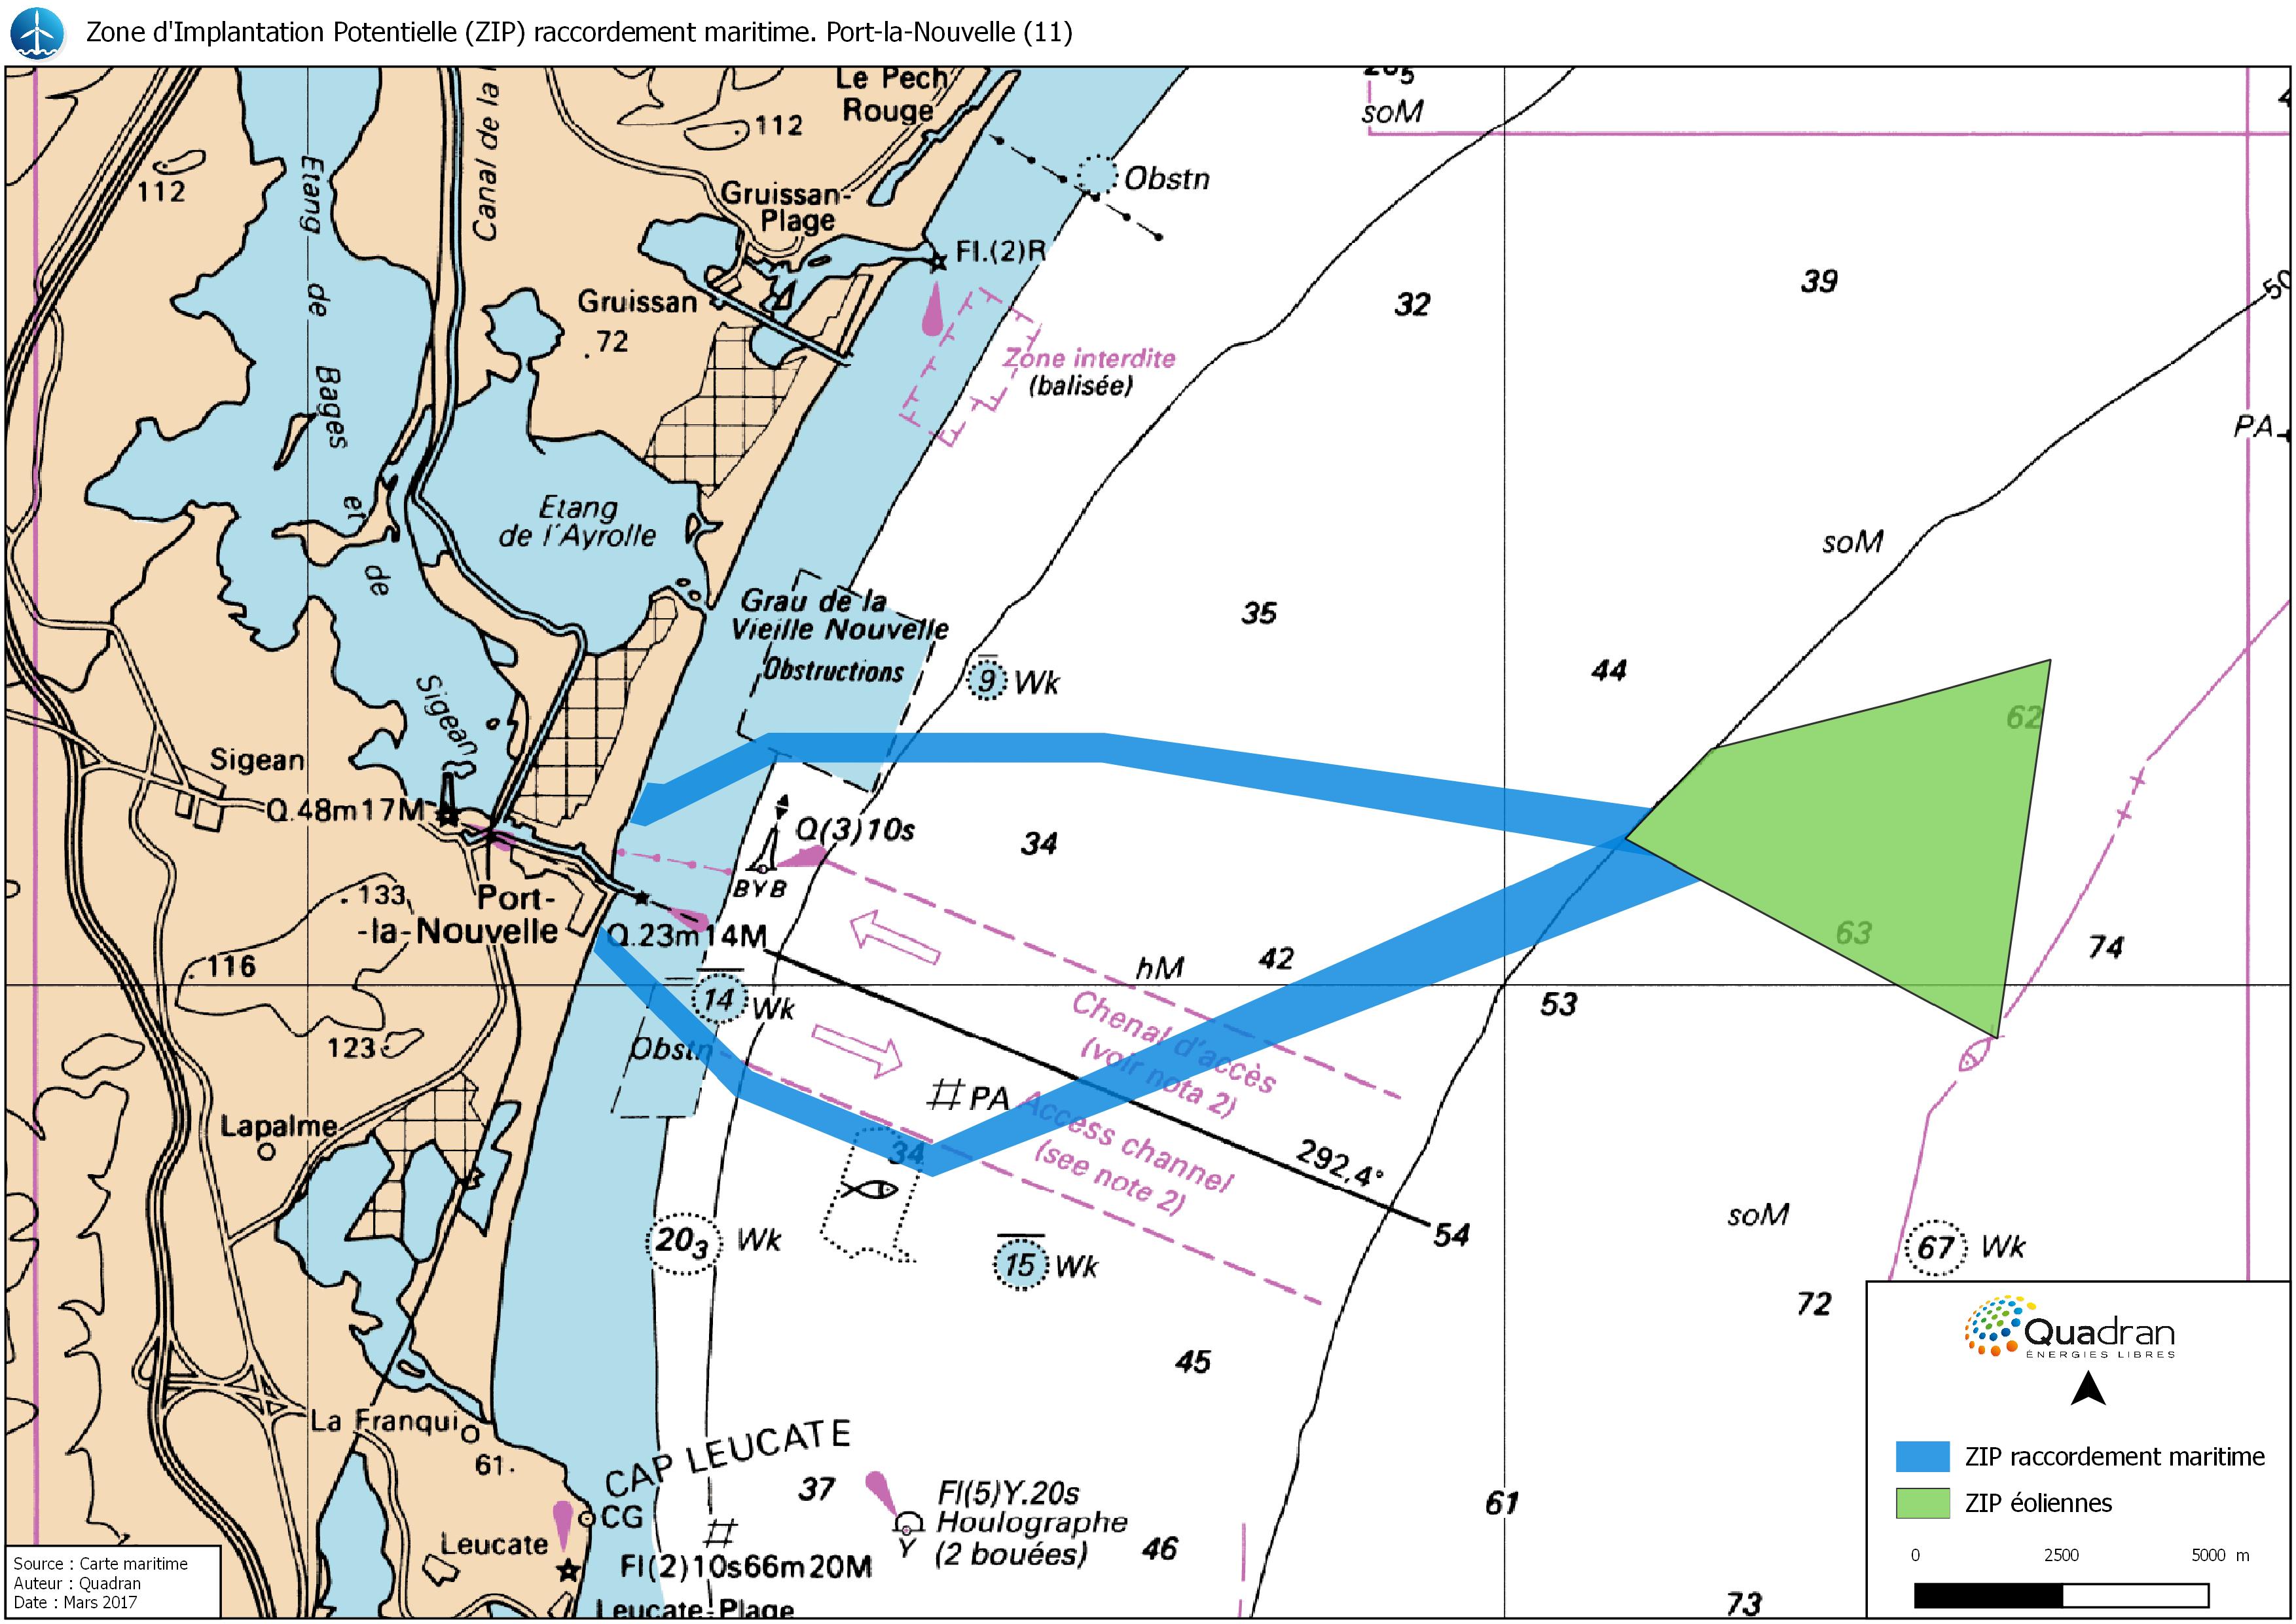 Zone d'Implantation Potentielle (ZIP) raccordement maritime. Port-la-Nouvelle (11)
Le Pech
Rouge
soM
112
112
Canal de la
Etang de Bages et de Sigean
Obstn
Gruissan-
Plage
Fl.(2)R
Gruissan
72
39
32
50
Zone interdite
(balisée)
PA
Etang
de l'Ayrolle
soM
Grau de la
Vieille Nouvelle
Obstructions
35
9 Wk
44
62
Sigean
Q.48m17M
Q(3)10s
34
BYB
133
Port-
-la-Nouvelle
Q.23m14M
116
hM
42
63
74
14 Wk
53
Chenal d'accès
(voir nota 2)
123
Obstn
PA
Access channel
(see note 2)
Lapalme
34
292,4°
54
soM
203 Wk
15 Wk
67 Wk
72
45
Quadran
ÉNERGIES LIBRES
La Franqui
61
CAP LEUCATE
37
ZIP raccordement maritime
ZIP éoliennes
Fl(5)Y.20s
Houlographe
(2 bouées)
Y
61
CG
Leucate
46
Fl(2)10s66m20M
Leucate-Plage
73
0 2500 5000 m
Source : Carte maritime
Auteur : Quadran
Date : Mars 2017